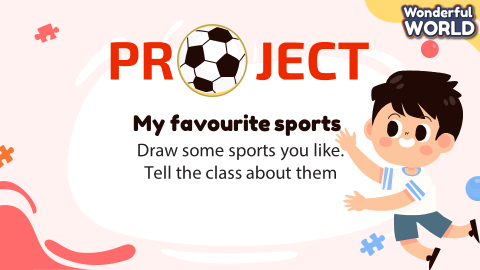 Wonderful
WORLD
PROJECT
My favourite sports
Draw some sports you like.
Tell the class about them